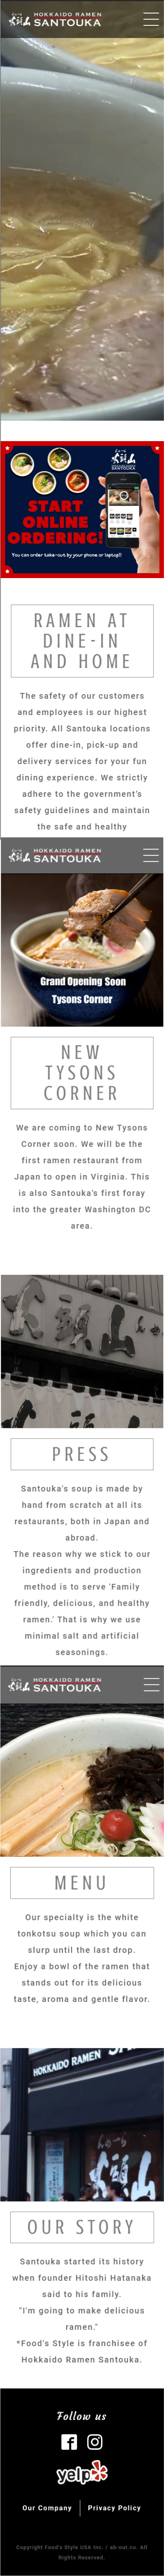 HOKKAIDO RAMEN
SANTOUKA
SANTOUKA
START
ONLINE
ORDERING!
You can order take-out by your phone or laptop!!
RAMEN AT
DINE-IN
AND HOME
The safety of our customers
and employees is our highest
priority. All Santouka locations
offer dine-in, pick-up and
delivery services for your fun
dining experience. We strictly
adhere to the government's
safety guidelines and maintain
the safe and healthy
HOKKAIDO RAMEN
SANTOUKA
Grand Opening Soon
Tysons Corner
NEW
TYSONS
CORNER
We are coming to New Tysons
Corner soon. We will be the
first ramen restaurant from
Japan to open in Virginia. This
is also Santouka's first foray
into the greater Washington DC
area.
PRESS
Santouka's soup is made by
hand from scratch at all its
restaurants, both in Japan and
abroad.
The reason why we stick to our
ingredients and production
method is to serve 'Family
friendly, delicious, and healthy
ramen.' That is why we use
minimal salt and artificial
seasonings.
HOKKAIDO RAMEN
SANTOUKA
MENU
Our specialty is the white
tonkotsu soup which you can
slurp until the last drop.
Enjoy a bowl of the ramen that
stands out for its delicious
taste, aroma and gentle flavor.
HOKKAIDO RAMEN
OUR STORY
Santouka started its history
when founder Hitoshi Hatanaka
said to his family.
"I'm going to make delicious
ramen."
*Food's Style is franchisee of
Hokkaido Ramen Santouka.
Follow us
yelp
Our Company
Privacy Policy
Copyright Food's Style USA Inc. / ab-out.co. All
Rights Reserved.